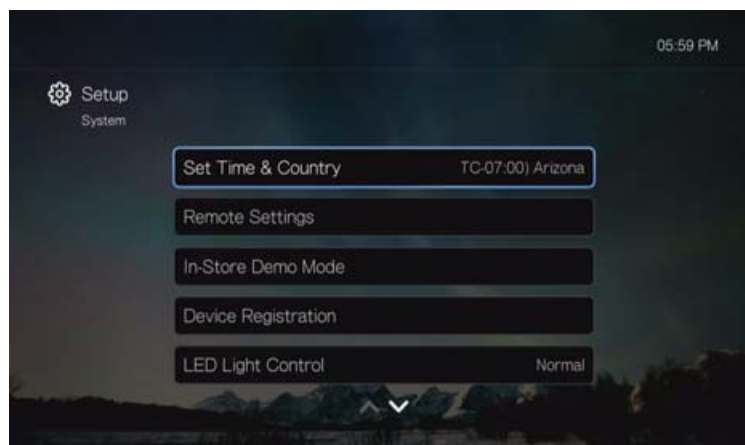 05:59 PM
Setup
System
Set Time & Country TC-07:00) Arizona
Remote Settings
In-Store Demo Mode
Device Registration
LED Light Control Normal